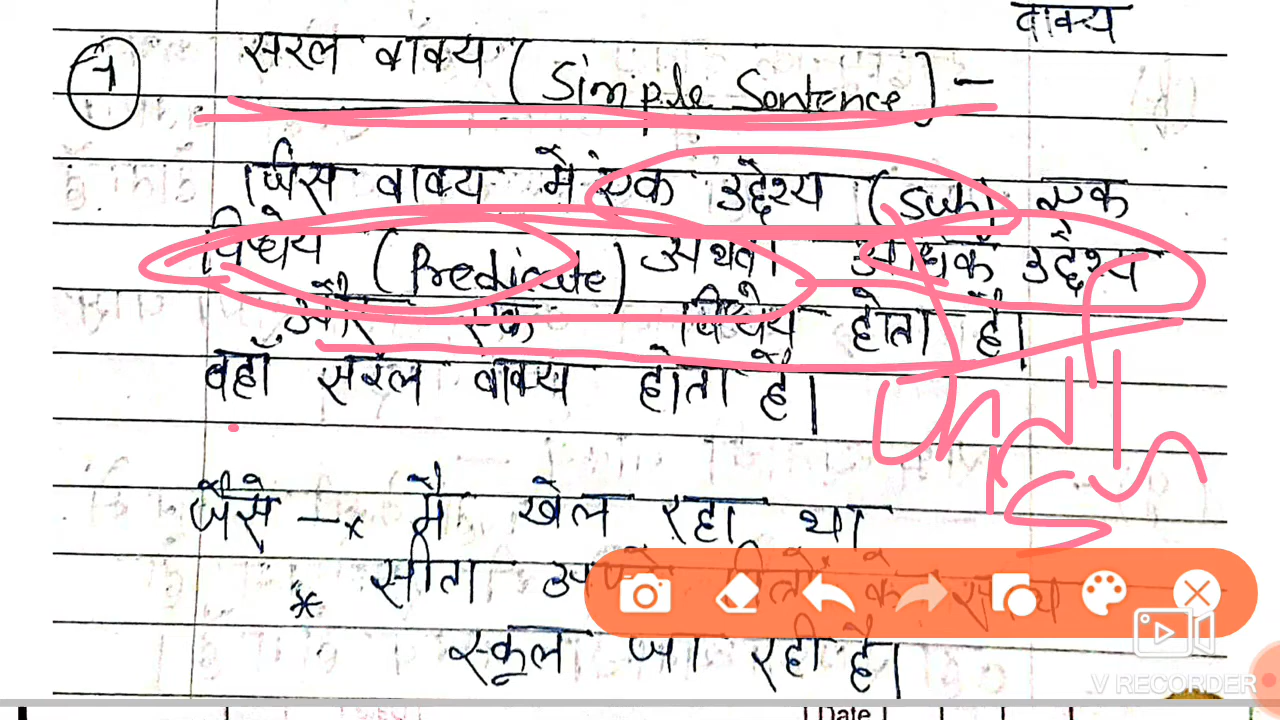 वाक्य
1 सरल वाक्य (Simple Sentence] —
जिस वाक्य में एक उद्देश्य (Sub) एक
विधेय (Predicate) अथवा अधिक उद्देश्य
और एक विधेय होता है।
वहाँ सरल वाक्य होता है।
जैसे —* मै खेल रहा था
* सीता अपने मित्रों के साथ
स्कूल जा रही है।
V RECORDER
Date